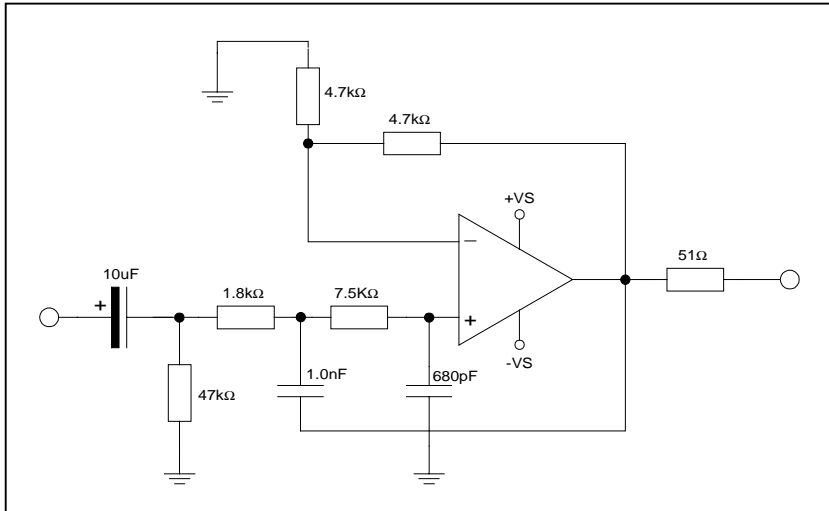 4.7kΩ
4.7kΩ
+VS
−
10uF
+
1.8kΩ
7.5KΩ
51Ω
+
-VS
1.0nF
680pF
47kΩ